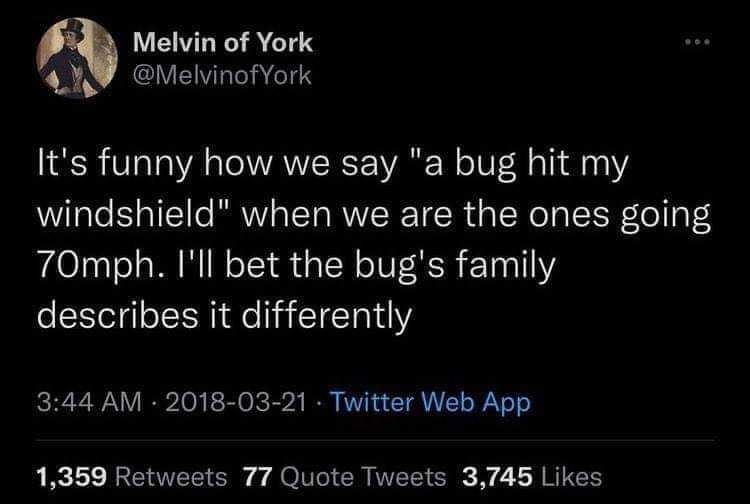 Melvin of York
@MelvinofYork
It's funny how we say "a bug hit my
windshield" when we are the ones going
70mph. I'll bet the bug's family
describes it differently
3:44 AM · 2018-03-21 · Twitter Web App
1,359 Retweets 77 Quote Tweets 3,745 Likes